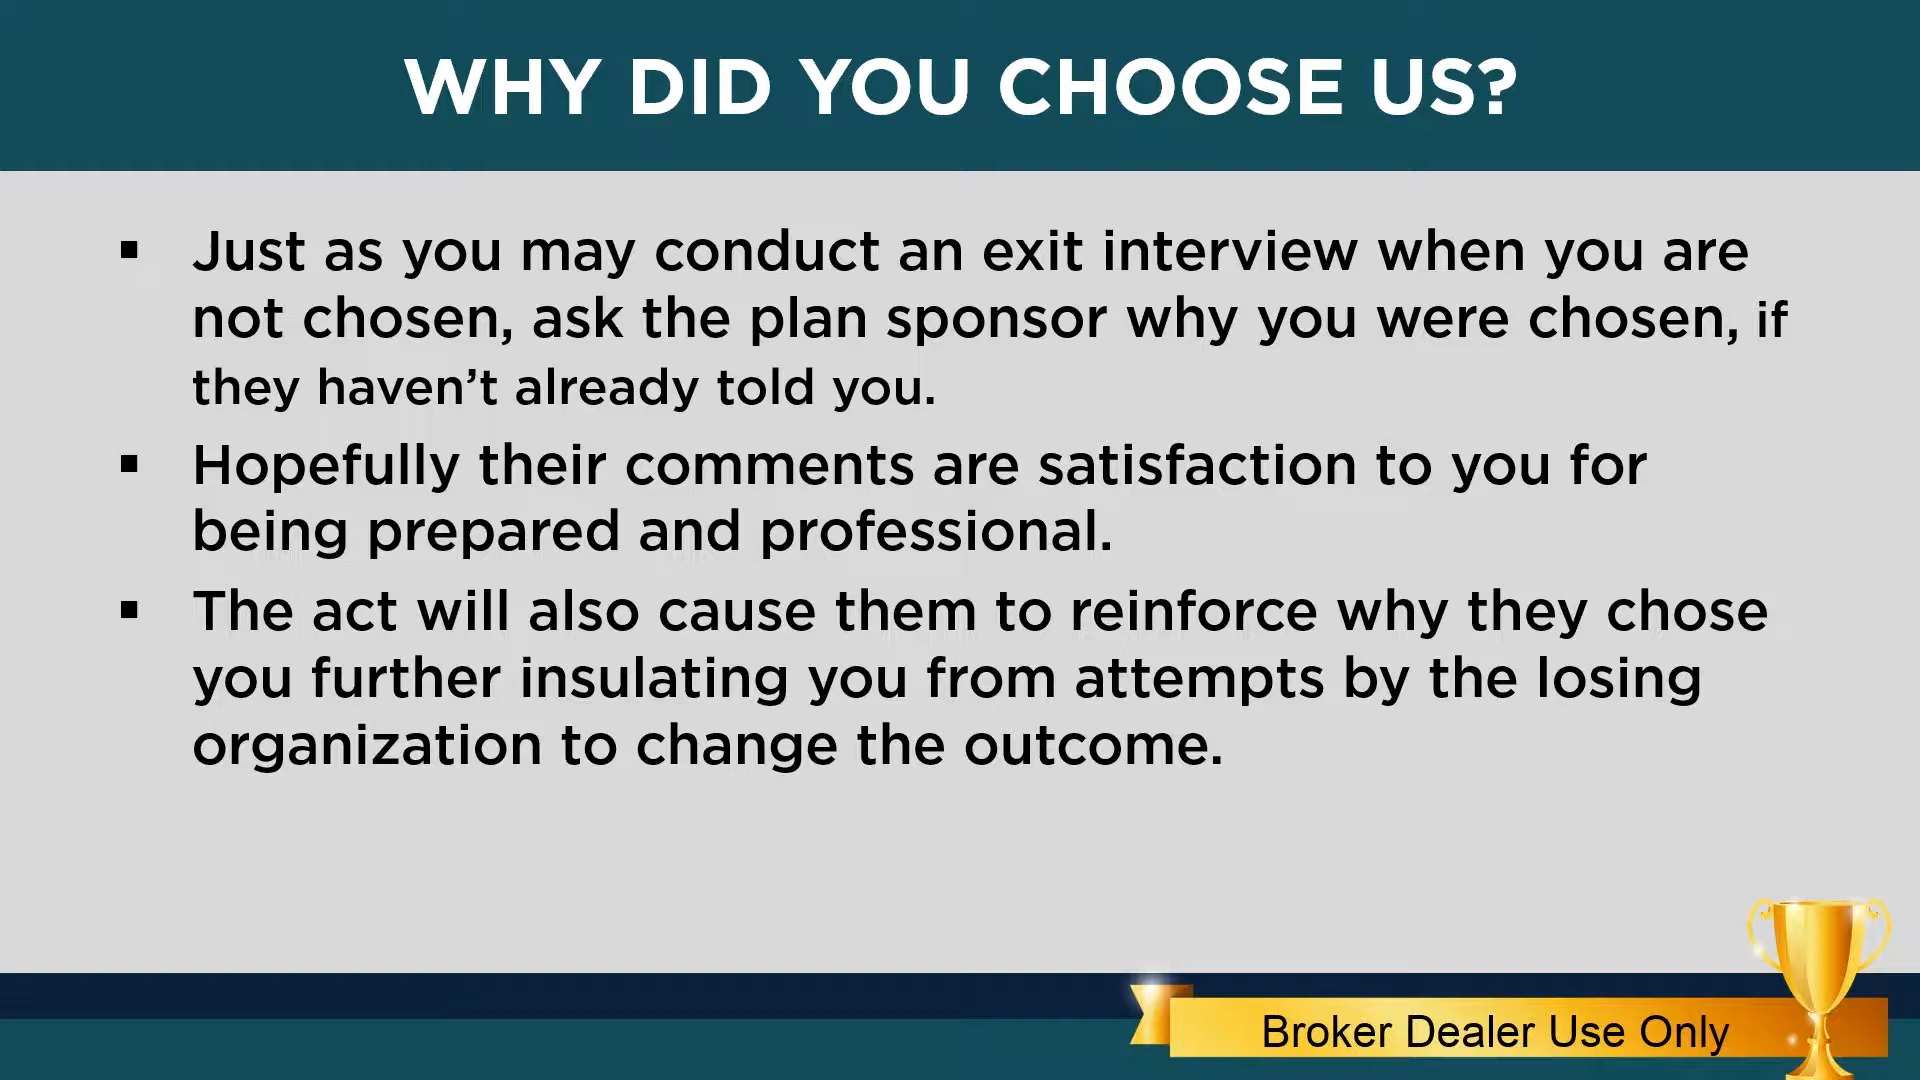 WHY DID YOU CHOOSE US?
▪ Just as you may conduct an exit interview when you are
not chosen, ask the plan sponsor why you were chosen, if
they haven’t already told you.
▪ Hopefully their comments are satisfaction to you for
being prepared and professional.
▪ The act will also cause them to reinforce why they chose
you further insulating you from attempts by the losing
organization to change the outcome.
Broker Dealer Use Only